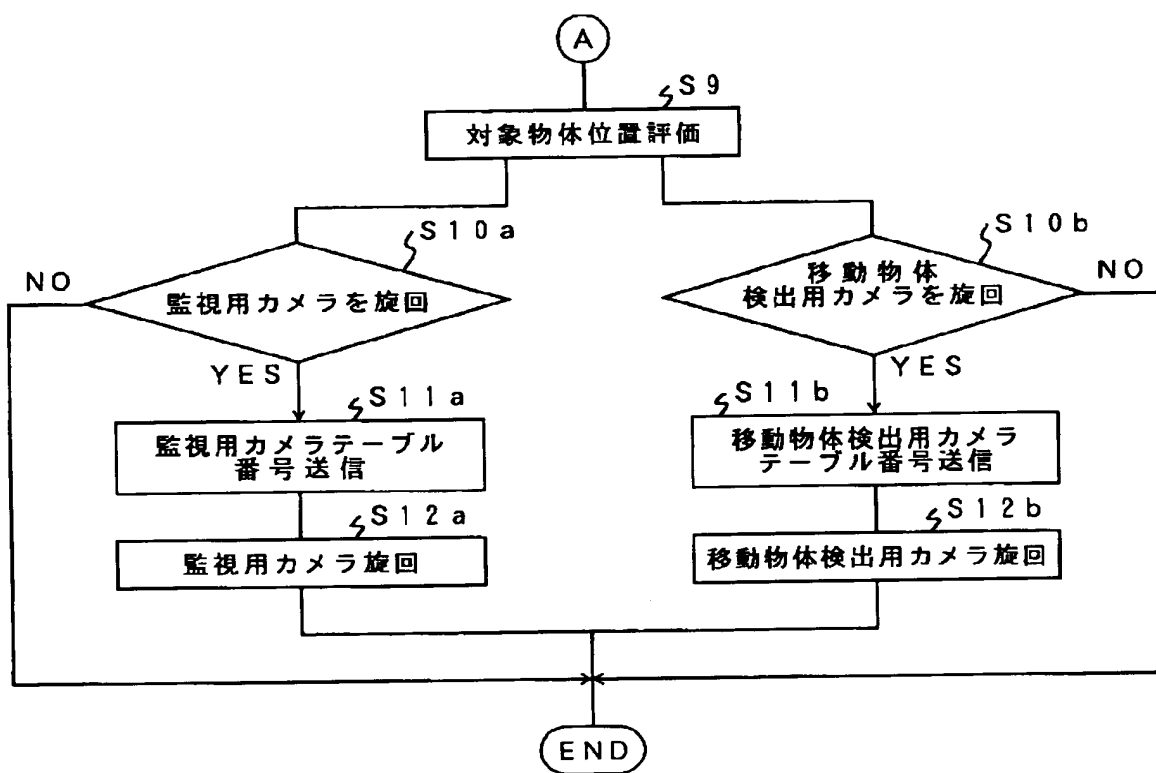 A
S9
対象物体位置評価
S10a
S10b
NO
監視用カメラを旋回
移動物体
検出用カメラを旋回
NO
YES
YES
S11a
S11b
監視用カメラテーブル
番号送信
移動物体検出用カメラ
テーブル番号送信
S12a
S12b
監視用カメラ旋回
移動物体検出用カメラ旋回
END